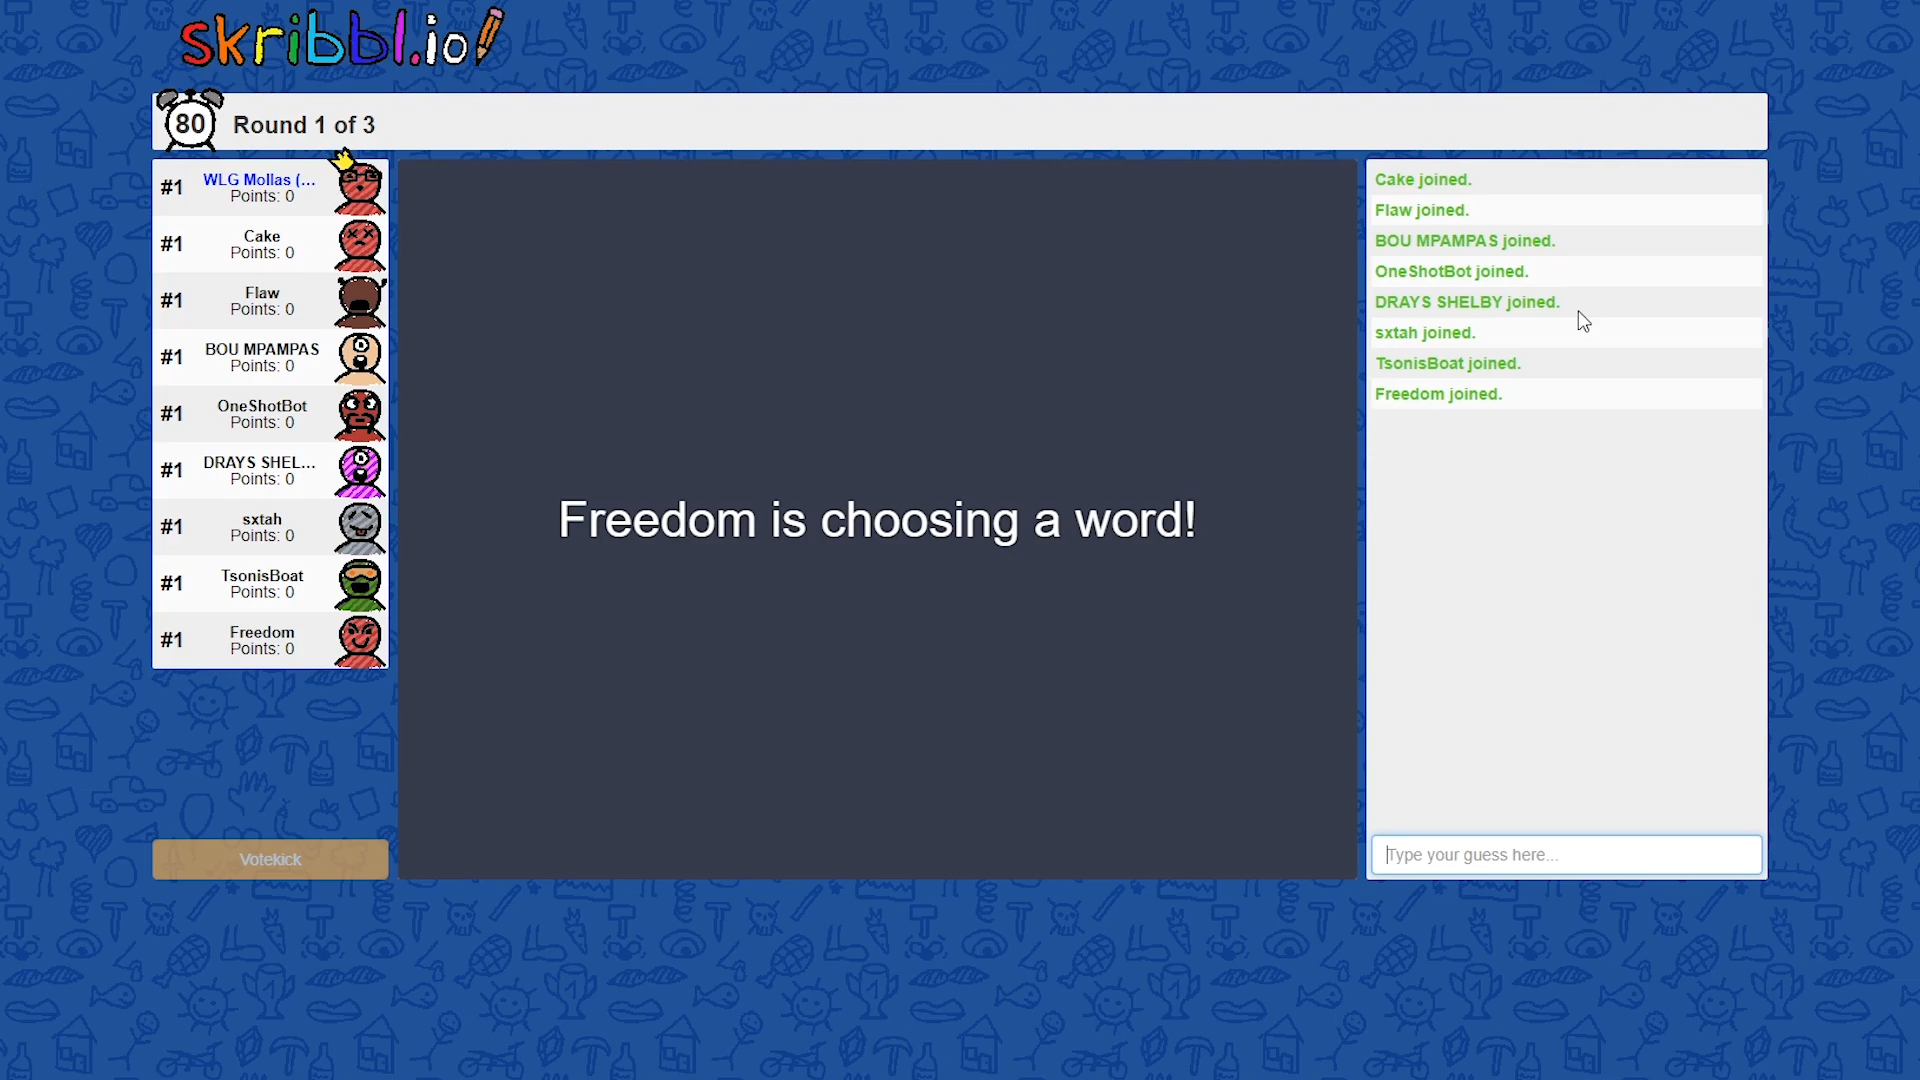 skribbl.io
80
Round 1 of 3
#1
WLG Mollas (...
Points: 0
#1
Cake
Points: 0
#1
Flaw
Points: 0
#1
BOU MPAMPAS
Points: 0
#1
OneShotBot
Points: 0
#1
DRAYS SHEL...
Points: 0
#1
sxtah
Points: 0
#1
TsonisBoat
Points: 0
#1
Freedom
Points: 0
Votekick
Freedom is choosing a word!
Cake joined.
Flaw joined.
BOU MPAMPAS joined.
OneShotBot joined.
DRAYS SHELBY joined.
sxtah joined.
TsonisBoat joined.
Freedom joined.
Type your guess here...